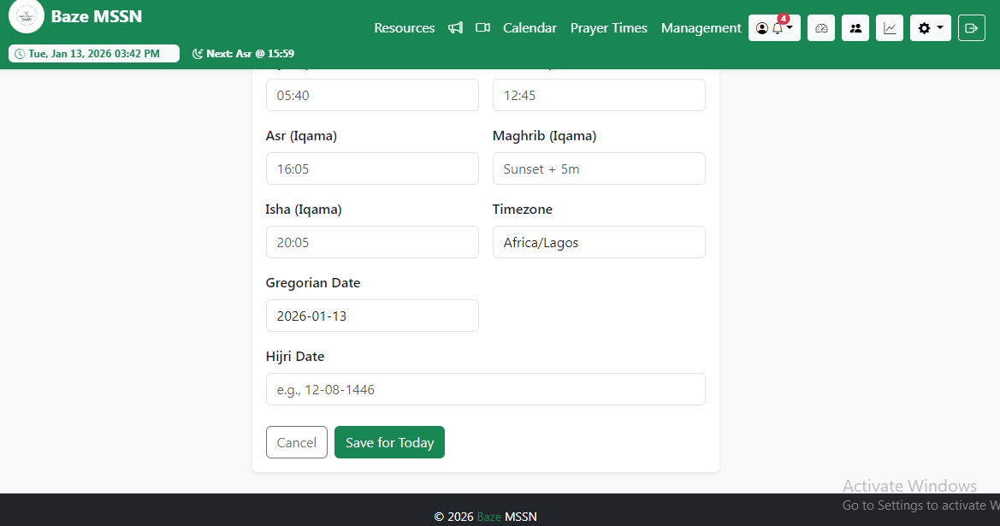 Baze MSSN
Resources Calendar Prayer Times Management 4
Tue, Jan 13, 2026 03:42 PM Next: Asr @ 15:59
05:40 12:45
Asr (Iqama) Maghrib (Iqama)
16:05 Sunset + 5m
Isha (Iqama) Timezone
20:05 Africa/Lagos
Gregorian Date
2026-01-13
Hijri Date
e.g., 12-08-1446
Cancel Save for Today
Activate Windows
Go to Settings to activate W
© 2026 Baze MSSN